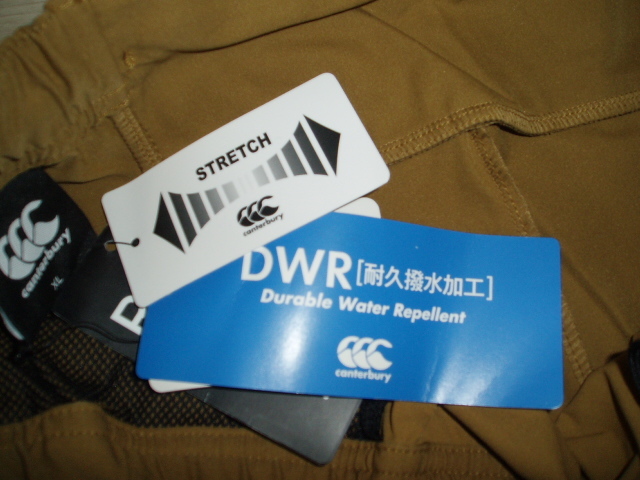 STRETCH
canterbury
canterbury
XL
DWR [耐久撥水加工]
Durable Water Repellent
canterbury